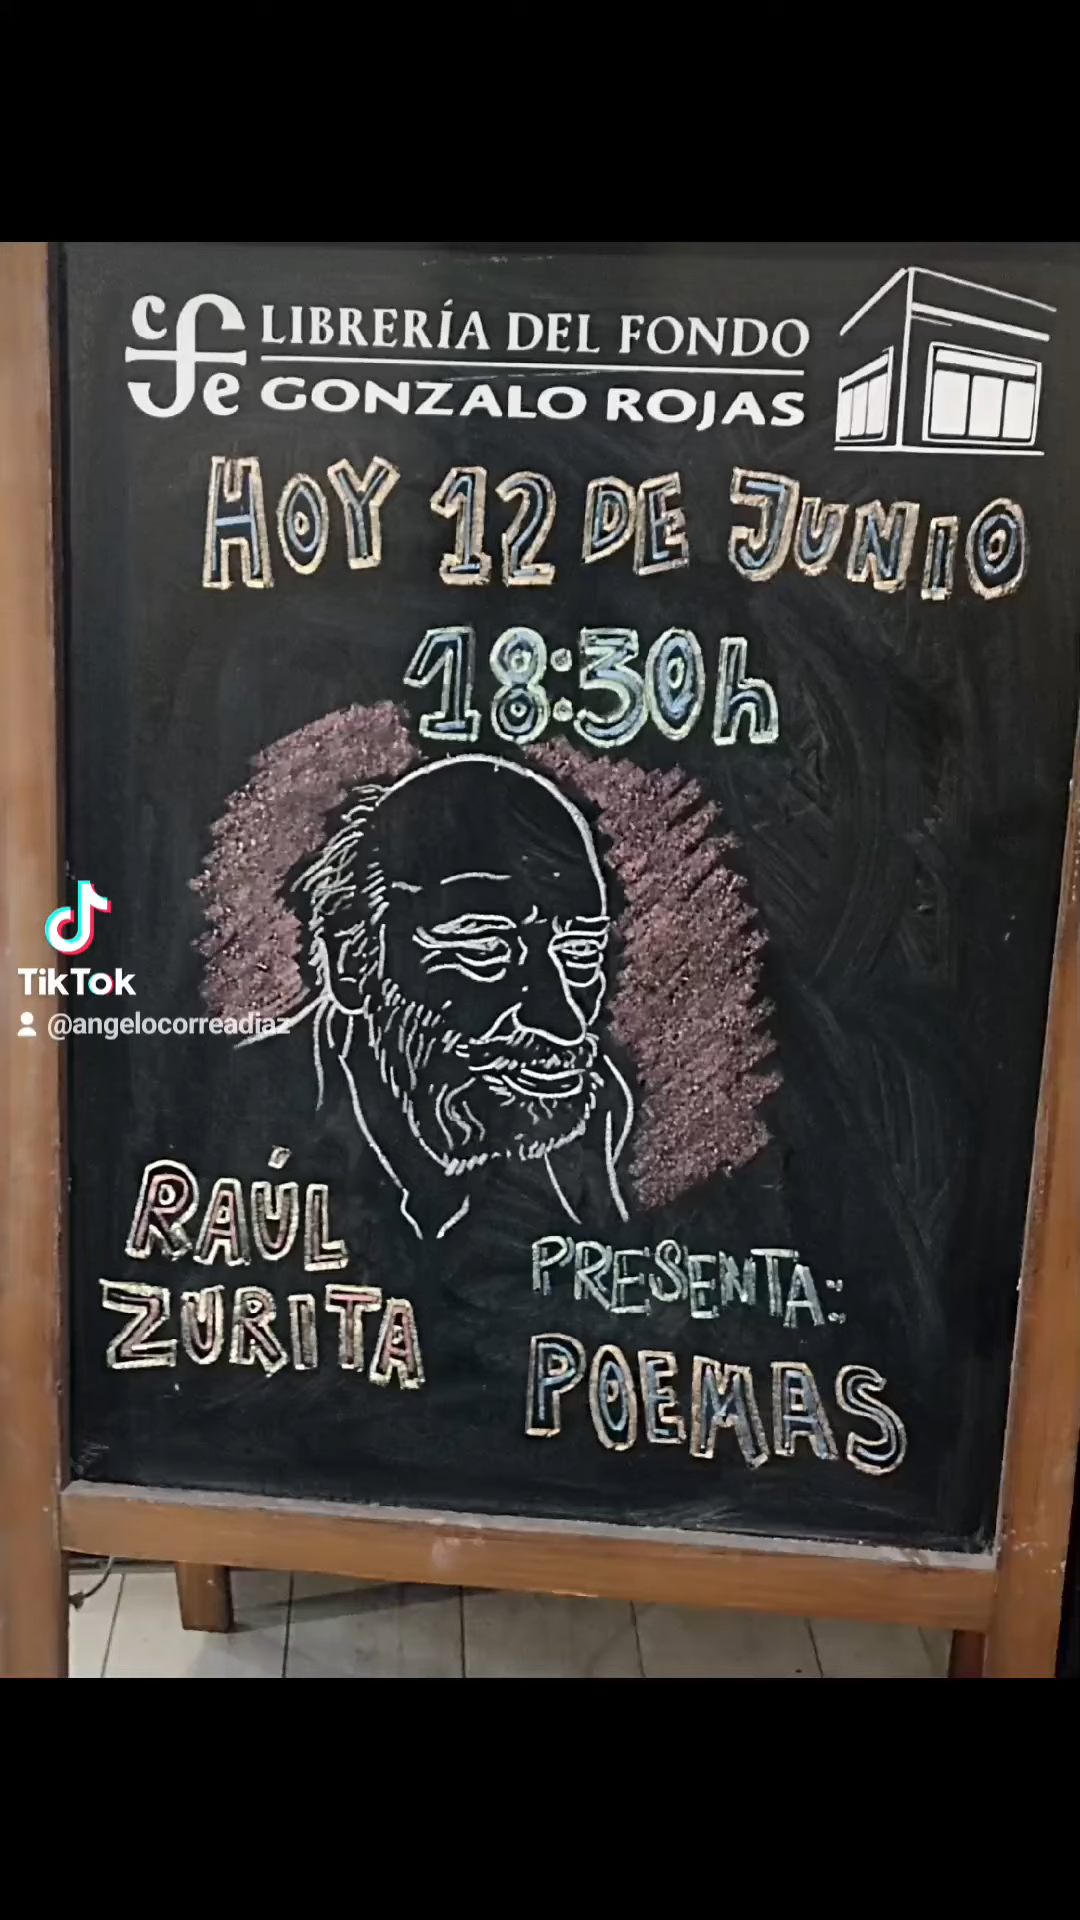 cfe LIBRERÍA DEL FONDO
GONZALO ROJAS
HOY 12 DE JUNIO
18:30h
TikTok
@angelocorreadiaz
RAÚL
ZURITA
PRESENTA:
POEMAS